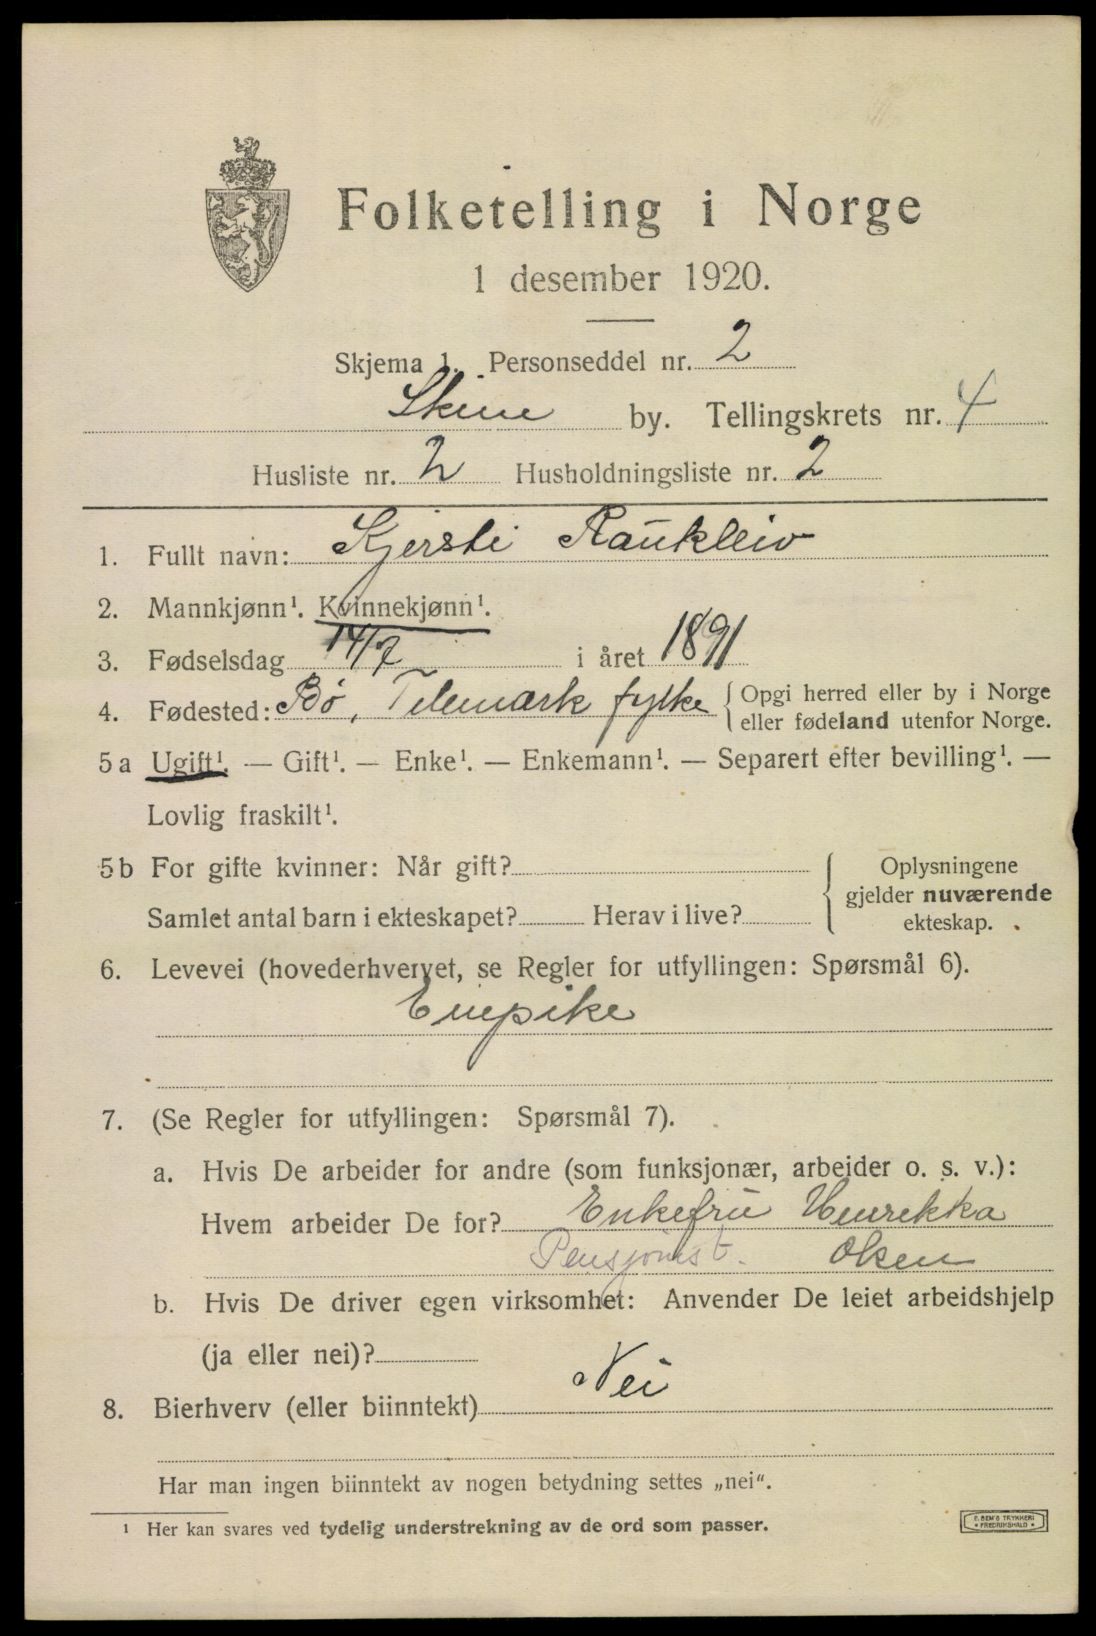 Folketelling i Norge
1 desember 1920.
Skjema 1. Personseddel nr. 2
Skien by. Tellingskrets nr. 4
Husliste nr. 2 Husholdningsliste nr. 2
1. Fullt navn: Kjersti Raukleiv
2. Mannkjønn¹. Kvinnekjønn¹.
3. Fødselsdag 14/7 i året 1891
4. Fødested: Bø, Telemark fylke { Opgi herred eller by i Norge
eller fødeland utenfor Norge.
5 a Ugift¹. — Gift¹. — Enke¹. — Enkemann¹. — Separert efter bevilling¹. —
Lovlig fraskilt¹.
5 b For gifte kvinner: Når gift? { Oplysningene
gjelder nuværende
Samlet antal barn i ekteskapet? Herav i live? ekteskap.
6. Levevei (hovederhvervet, se Regler for utfyllingen: Spørsmål 6).
Enepike
7. (Se Regler for utfyllingen: Spørsmål 7).
a. Hvis De arbeider for andre (som funksjonær, arbeider o. s. v.):
Hvem arbeider De for? Enkefru Henrekka
Pensjonist. Olsen
b. Hvis De driver egen virksomhet: Anvender De leiet arbeidshjelp
(ja eller nei)?
8. Bierhverv (eller biinntekt) Nei
Har man ingen biinntekt av nogen betydning settes „nei“.
¹ Her kan svares ved tydelig understrekning av de ord som passer.
TRYKKERI
FREDRIKSHALD